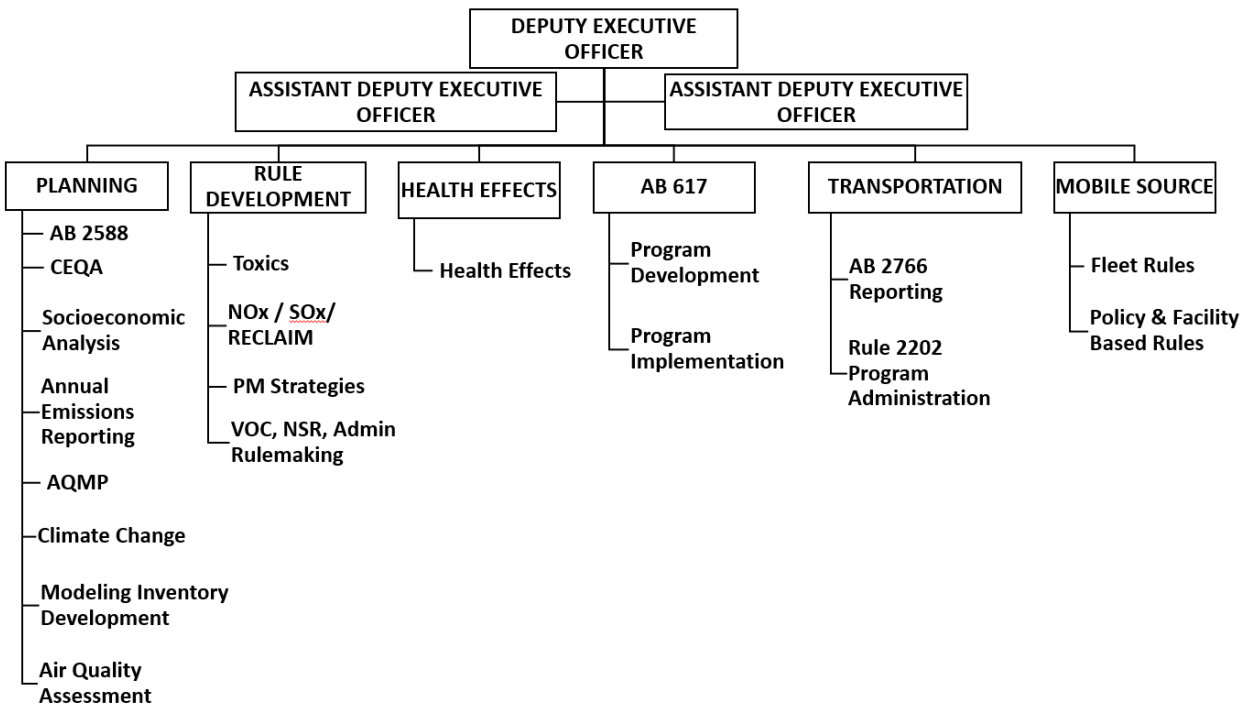 DEPUTY EXECUTIVE
OFFICER
ASSISTANT DEPUTY EXECUTIVE
OFFICER
ASSISTANT DEPUTY EXECUTIVE
OFFICER
PLANNING
AB 2588
CEQA
Socioeconomic
Analysis
Annual
Emissions
Reporting
AQMP
Climate Change
Modeling Inventory
Development
Air Quality
Assessment
RULE
DEVELOPMENT
Toxics
NOx / SOx/
RECLAIM
PM Strategies
VOC, NSR, Admin
Rulemaking
HEALTH EFFECTS
Health Effects
AB 617
Program
Development
Program
Implementation
TRANSPORTATION
AB 2766
Reporting
Rule 2202
Program
Administration
MOBILE SOURCE
Fleet Rules
Policy & Facility
Based Rules